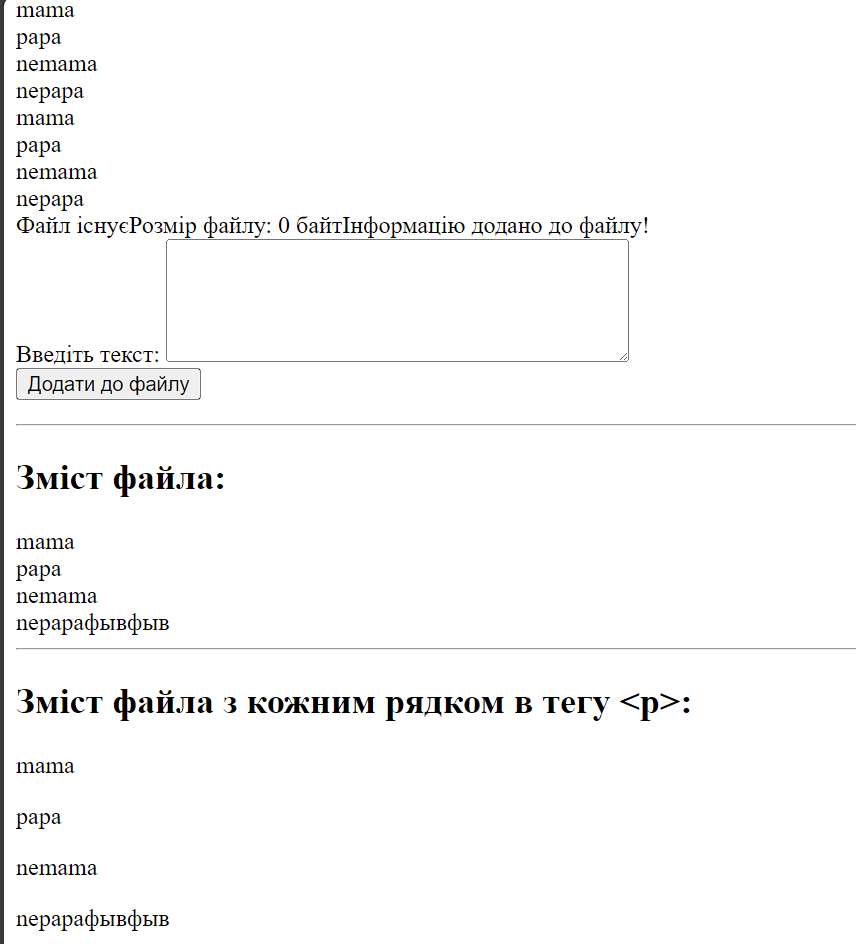 mama
papa
nemama
nepapa
mama
papa
nemama
nepapa
Файл існуєРозмір файлу: 0 байтІнформацію додано до файлу!
Введіть текст:
Додати до файлу
Зміст файла:
mama
papa
nemama
nepapaфывфыв
Зміст файла з кожним рядком в тегу <p>:
mama
papa
nemama
nepapaфывфыв